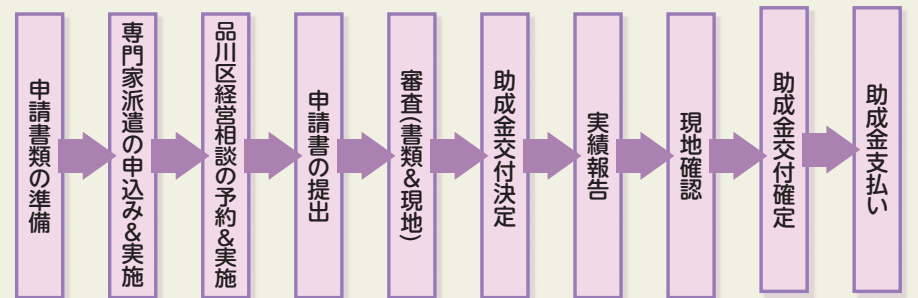 申請書類の準備
専門家派遣の申込み&実施
品川区経営相談の予約&実施
申請書の提出
審査(書類&現地)
助成金交付決定
実績報告
現地確認
助成金交付確定
助成金支払い